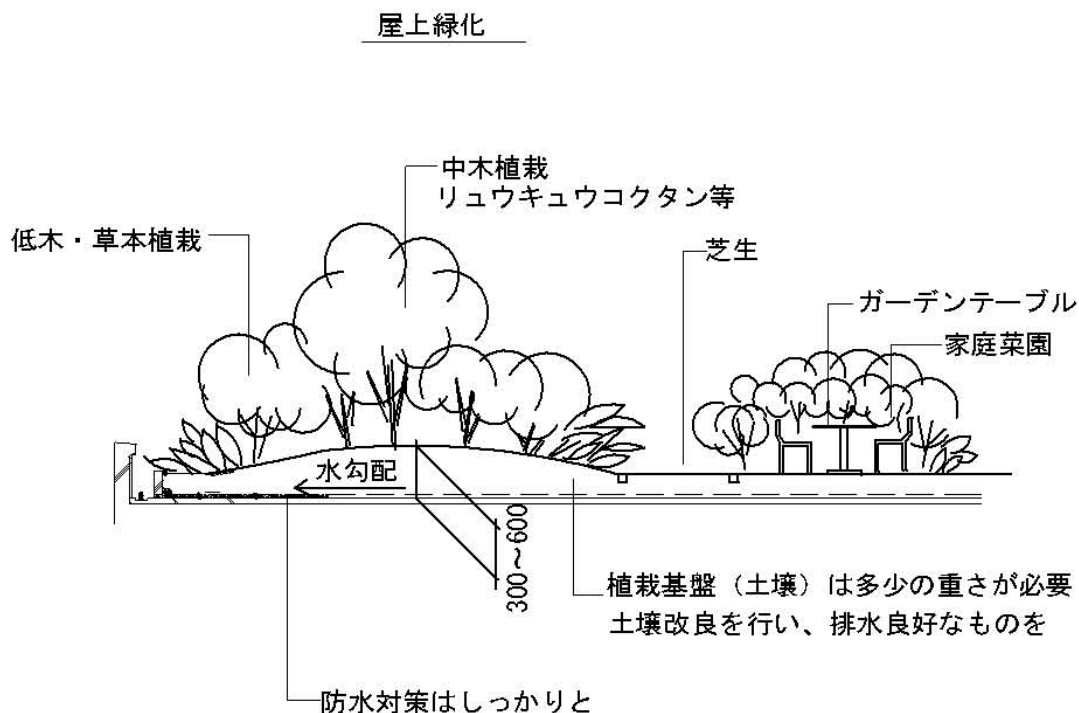 屋上緑化
中木植栽
リュウキュウコクタン等
低木・草本植栽
芝生
ガーデンテーブル
家庭菜園
水勾配
300～600
植栽基盤（土壌）は多少の重さが必要
土壌改良を行い、排水良好なものを
防水対策はしっかりと